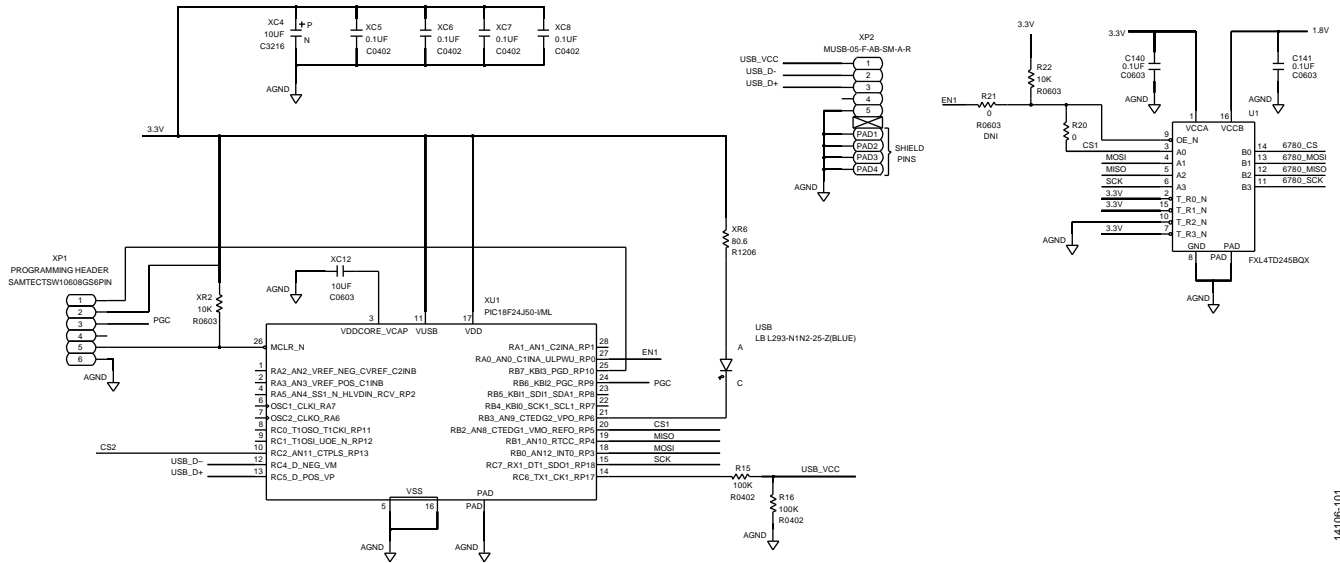 XC4
10UF
C3216
P
N
XC5
0.1UF
C0402
XC6
0.1UF
C0402
XC7
0.1UF
C0402
XC8
0.1UF
C0402
AGND
3.3V
XP2
MUSB-05-F-AB-SM-A-R
USB_VCC
USB_D-
USB_D+
1
2
3
4
5
PAD1
PAD2
PAD3
PAD4
SHIELD
PINS
AGND
3.3V
R22
10K
R0603
EN1
R21
0
R0603
DNI
R20
0
3.3V
1.8V
C140
0.1UF
C0603
AGND
C141
0.1UF
C0603
AGND
U1
1
16
VCCA
VCCB
9
OE_N
CS1
3
A0
B0
14
6780_CS
MOSI
4
A1
B1
13
6780_MOSI
MISO
5
A2
B2
12
6780_MISO
SCK
6
A3
B3
11
6780_SCK
3.3V
2
T_R0_N
3.3V
15
T_R1_N
10
T_R2_N
AGND
3.3V
7
T_R3_N
GND
PAD
8
PAD
FXL4TD245BQX
AGND
XP1
PROGRAMMING HEADER
SAMTECTSW10608GS6PIN
1
2
3
PGC
4
5
6
AGND
XR2
10K
R0603
XC12
10UF
C0603
AGND
XR6
80.6
R1206
USB
LB L293-N1N2-25-Z(BLUE)
A
C
XU1
PIC18F24J50-I/ML
3
11
17
VDDCORE_VCAP
VUSB
VDD
26
MCLR_N
1
RA2_AN2_VREF_NEG_CVREF_C2INB
2
RA3_AN3_VREF_POS_C1INB
4
RA5_AN4_SS1_N_HLVDIN_RCV_RP2
6
OSC1_CLKI_RA7
7
OSC2_CLKO_RA6
8
RC0_T1OSO_T1CKI_RP11
9
RC1_T1OSI_UOE_N_RP12
CS2
10
RC2_AN11_CTPLS_RP13
USB_D–
12
RC4_D_NEG_VM
USB_D+
13
RC5_D_POS_VP
RA1_AN1_C2INA_RP1
28
RA0_AN0_C1INA_ULPWU_RP0
27
EN1
RB7_KBI3_PGD_RP10
25
RB6_KBI2_PGC_RP9
24
PGC
RB5_KBI1_SDI1_SDA1_RP8
23
RB4_KBI0_SCK1_SCL1_RP7
22
RB3_AN9_CTEDG2_VPO_RP6
21
RB2_AN8_CTEDG1_VMO_REFO_RP5
20
CS1
RB1_AN10_RTCC_RP4
19
MISO
RB0_AN12_INT0_RP3
18
MOSI
RC7_RX1_DT1_SDO1_RP18
15
SCK
RC6_TX1_CK1_RP17
14
VSS
PAD
5
16
PAD
AGND
AGND
R15
100K
R0402
USB_VCC
R16
100K
R0402
AGND
14106-101